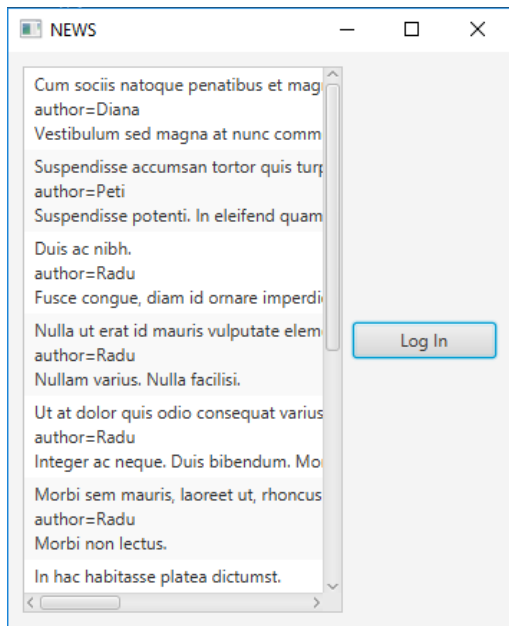 NEWS
Cum sociis natoque penatibus et mag
author=Diana
Vestibulum sed magna at nunc comm
Suspendisse accumsan tortor quis turp
author=Peti
Suspendisse potenti. In eleifend quam
Duis ac nibh.
author=Radu
Fusce congue, diam id ornare imperdi
Nulla ut erat id mauris vulputate elem
author=Radu
Nullam varius. Nulla facilisi.
Log In
Ut at dolor quis odio consequat varius
author=Radu
Integer ac neque. Duis bibendum. Mo
Morbi sem mauris, laoreet ut, rhoncus
author=Radu
Morbi non lectus.
In hac habitasse platea dictumst.